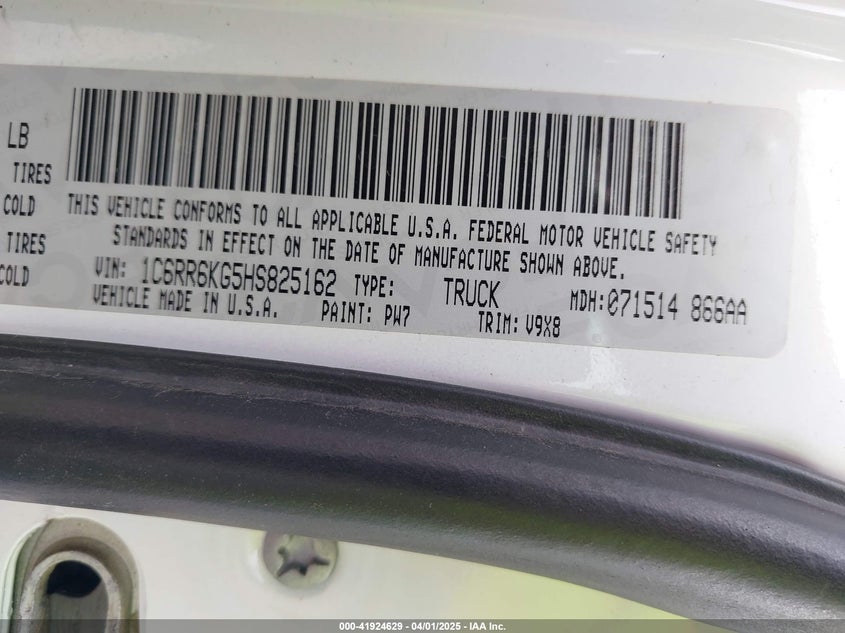 LB
TIRES
COLD
TIRES
COLD
THIS VEHICLE CONFORMS TO ALL APPLICABLE U.S.A. FEDERAL MOTOR VEHICLE SAFETY
STANDARDS IN EFFECT ON THE DATE OF MANUFACTURE SHOWN ABOVE.
VIN: 1C6RR6KG5HS825162 TYPE: TRUCK MDH:071514 866AA
VEHICLE MADE IN U.S.A. PAINT: PW7 TRIM: V9X8
000-41924629 - 04/01/2025 - IAA Inc.